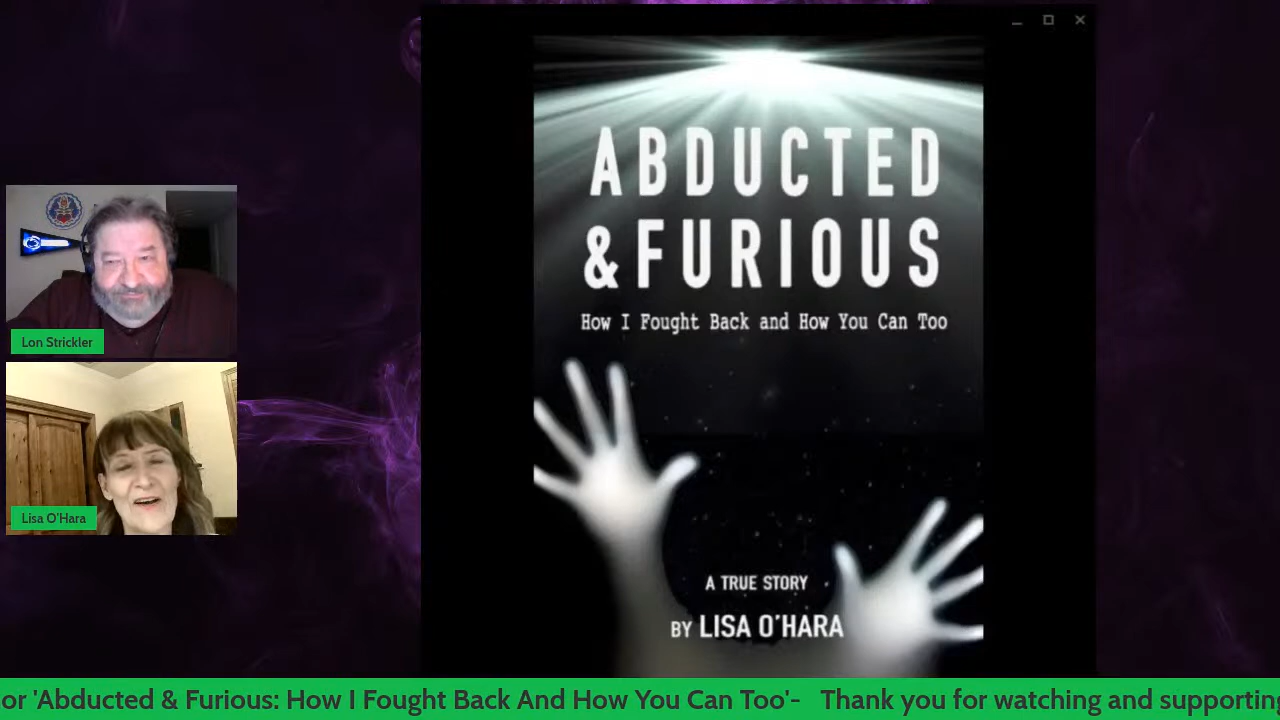 ABDUCTED
& FURIOUS
How I Fought Back and How You Can Too
A TRUE STORY
BY LISA O'HARA
Lon Strickler
Lisa O'Hara
or 'Abducted & Furious: How I Fought Back And How You Can Too'- Thank you for watching and supporting